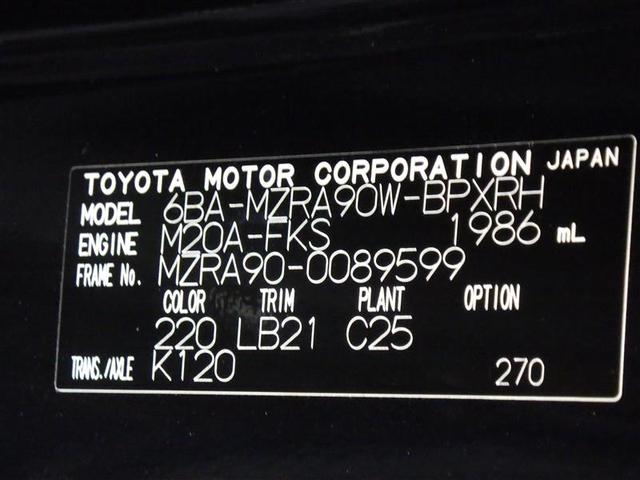 TOYOTA MOTOR CORPORATION JAPAN
MODEL 6BA-MZRA90W-BPXRH
ENGINE M20A-FKS 1986 mL
FRAME No. MZRA90-0089599
COLOR TRIM PLANT OPTION
220 LB21 C25
TRANS./AXLE K120 270